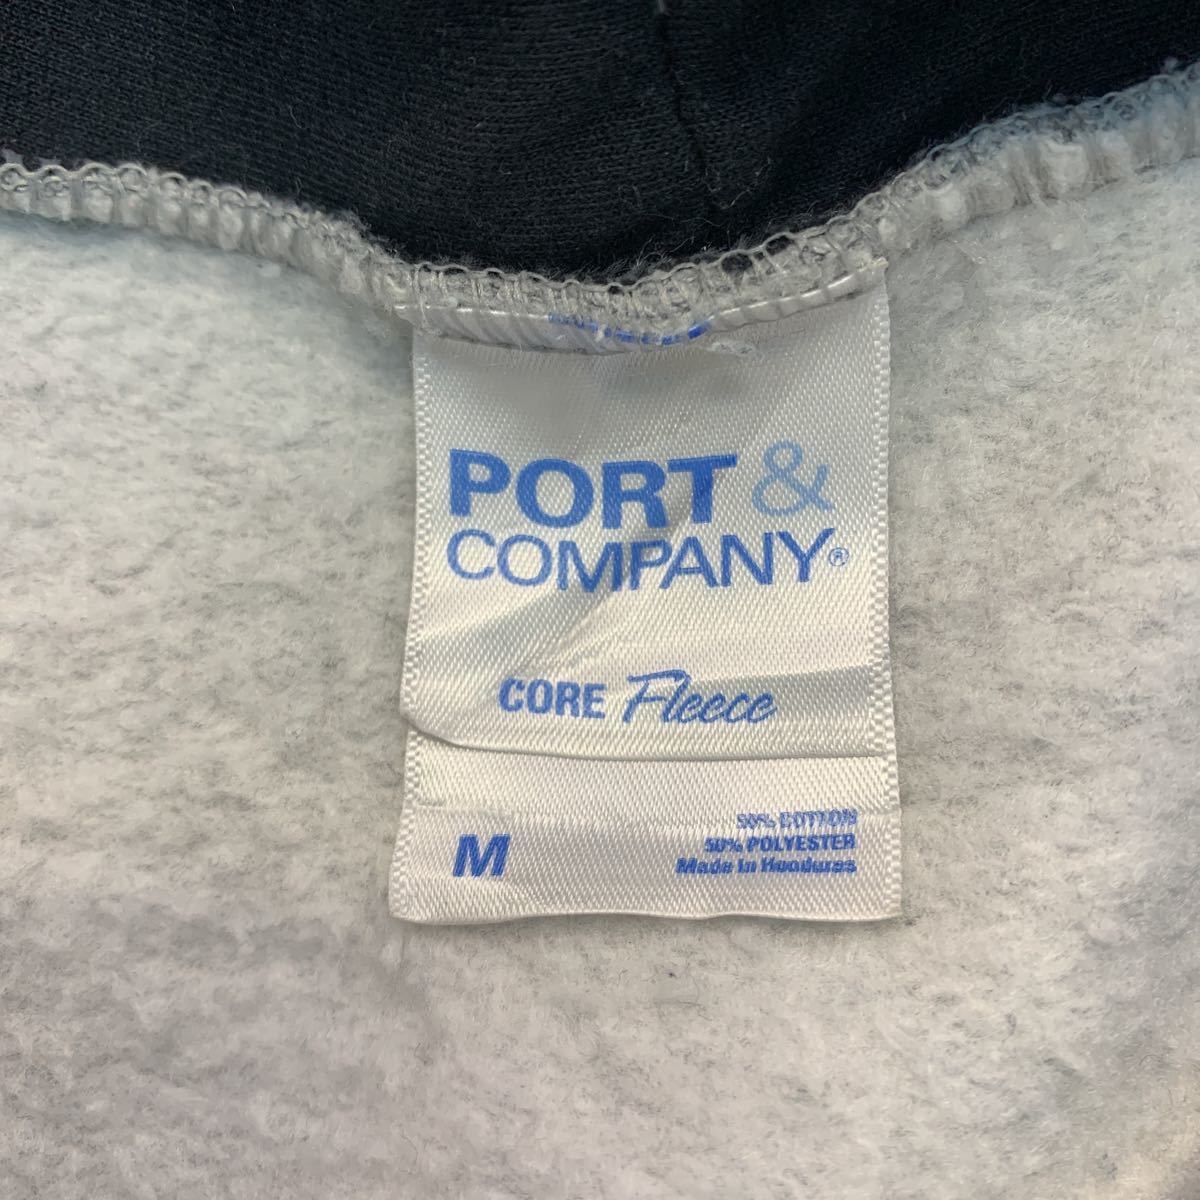 PORT &
COMPANY®
CORE Fleece
M
50% COTTON
50% POLYESTER
Made In Honduras